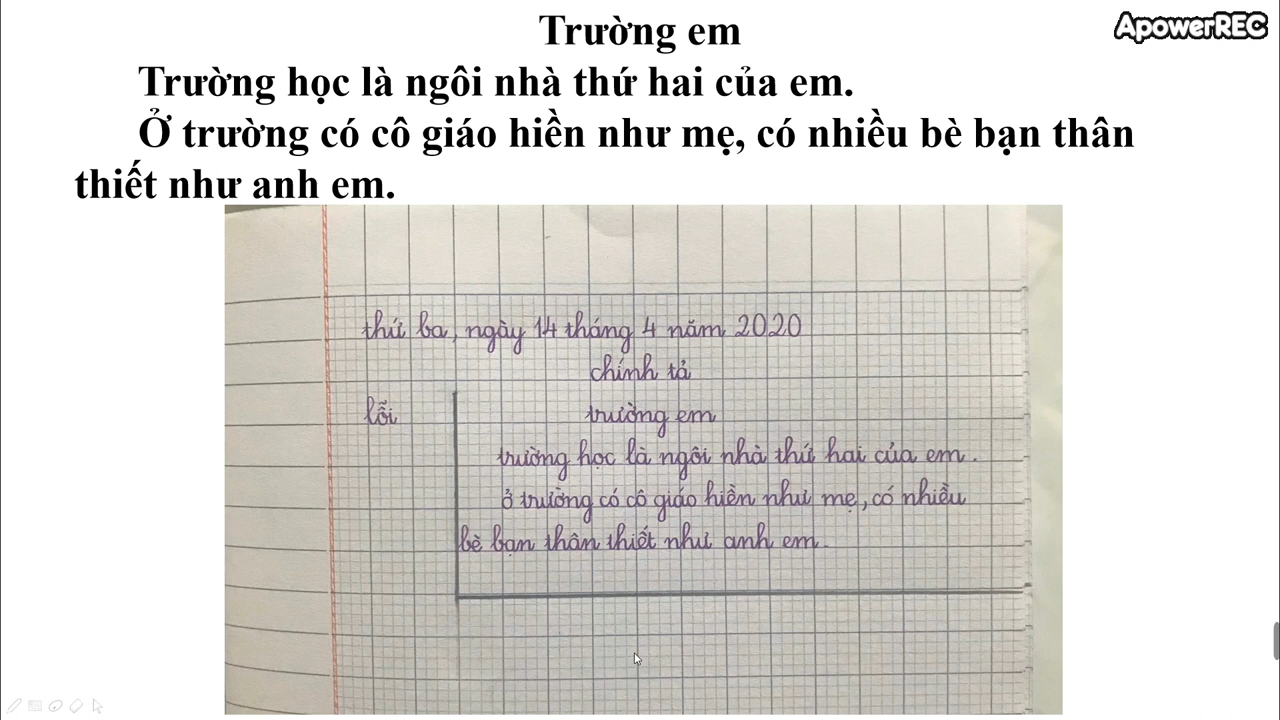 Trường em
ApowerREC
Trường học là ngôi nhà thứ hai của em.
Ở trường có cô giáo hiền như mẹ, có nhiều bè bạn thân
thiết như anh em.
thứ ba, ngày 14 tháng 4 năm 2020
chính tả
lỗi
trường em
trường học là ngôi nhà thứ hai của em.
ở trường có cô giáo hiền như mẹ, có nhiều
bè bạn thân thiết như anh em.